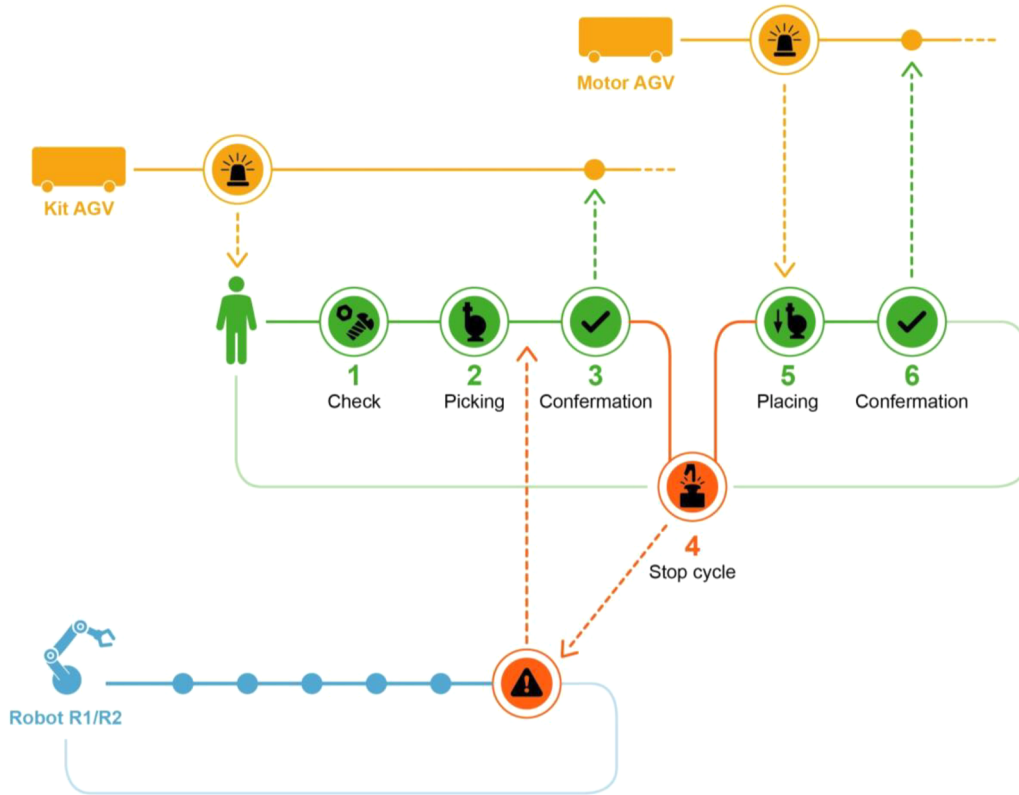 Motor AGV
Kit AGV
1
Check
2
Picking
3
Confermation
5
Placing
6
Confermation
4
Stop cycle
Robot R1/R2